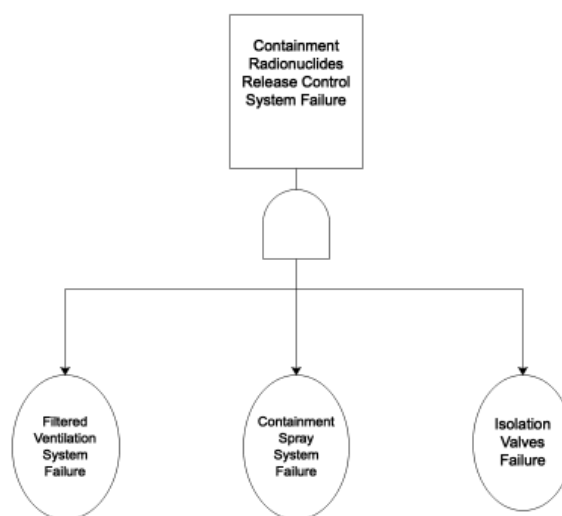 Containment
Radionuclides
Release Control
System Failure
Filtered
Ventilation
System
Failure
Containment
Spray
System
Failure
Isolation
Valves
Failure